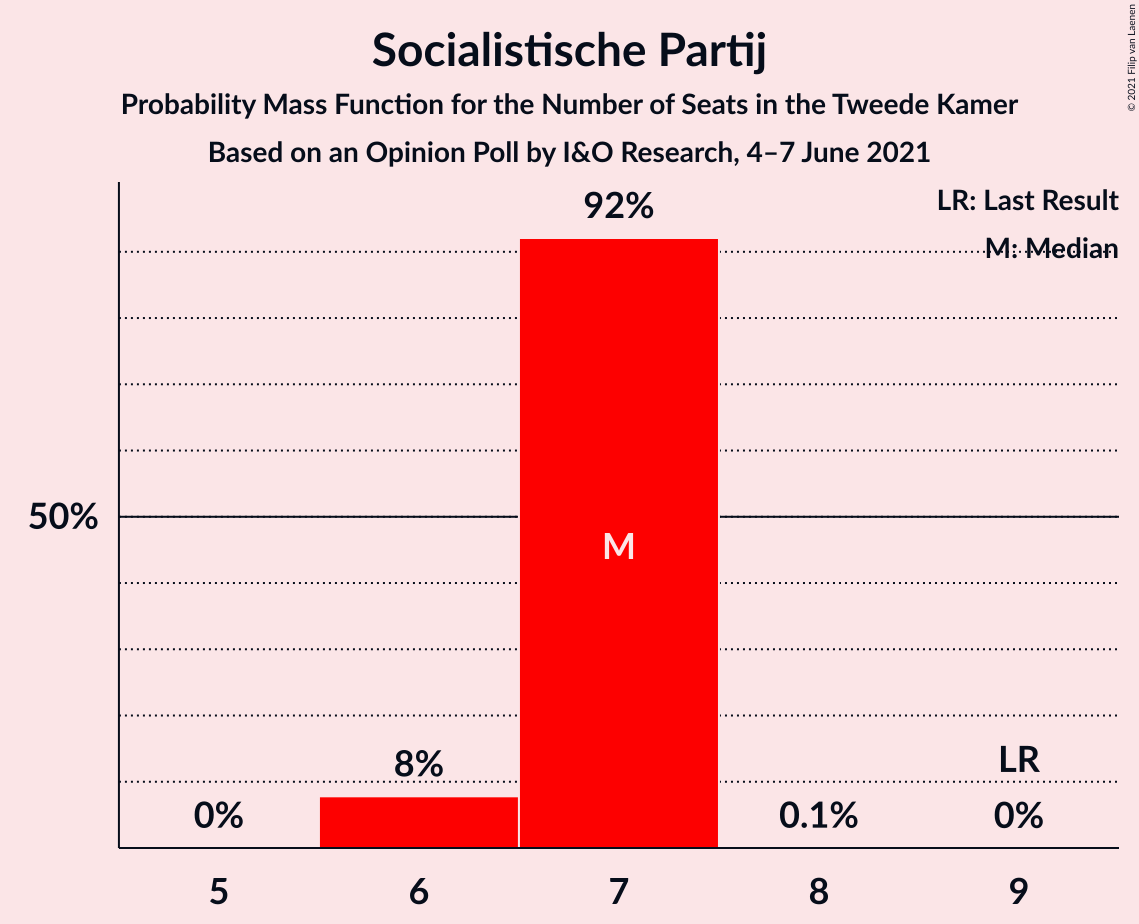 Socialistische Partij
Probability Mass Function for the Number of Seats in the Tweede Kamer
Based on an Opinion Poll by I&O Research, 4–7 June 2021
© 2021 Filip van Laenen
LR: Last Result
M: Median
50%
0%
8%
92%
M
0.1%
LR
0%
5 6 7 8 9